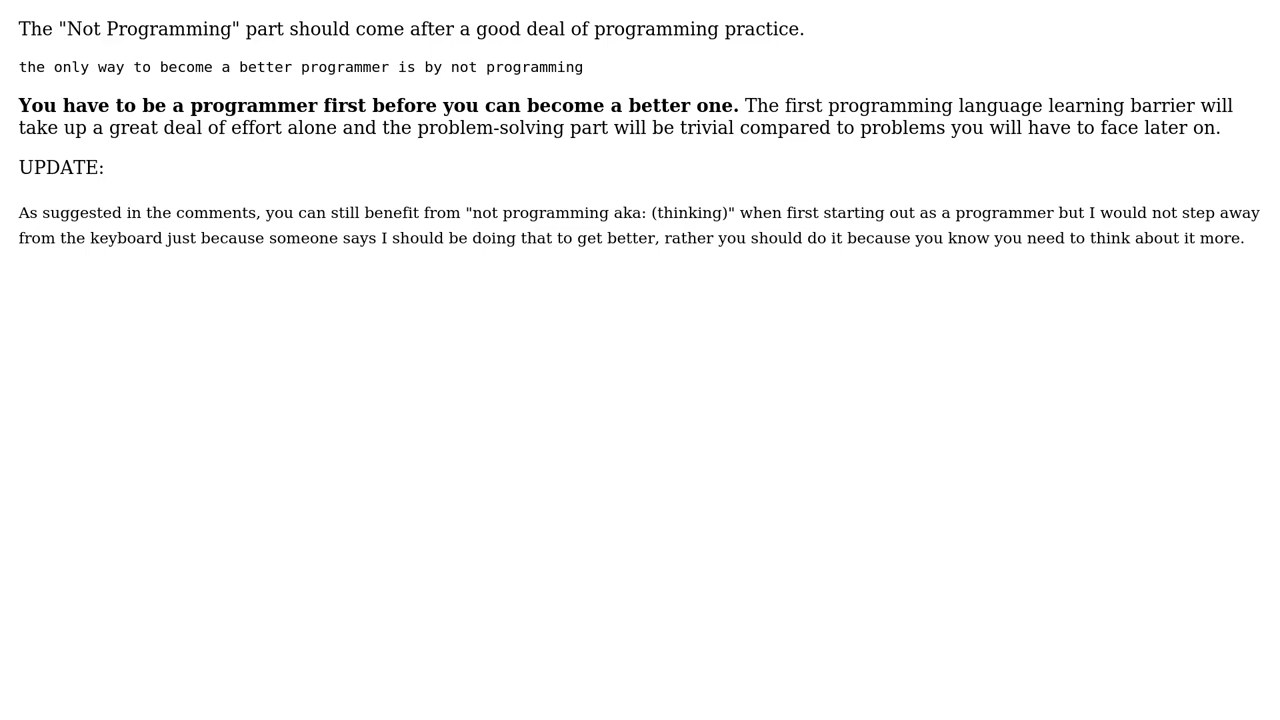 The "Not Programming" part should come after a good deal of programming practice.
the only way to become a better programmer is by not programming
You have to be a programmer first before you can become a better one. The first programming language learning barrier will
take up a great deal of effort alone and the problem-solving part will be trivial compared to problems you will have to face later on.
UPDATE:
As suggested in the comments, you can still benefit from "not programming aka: (thinking)" when first starting out as a programmer but I would not step away
from the keyboard just because someone says I should be doing that to get better, rather you should do it because you know you need to think about it more.